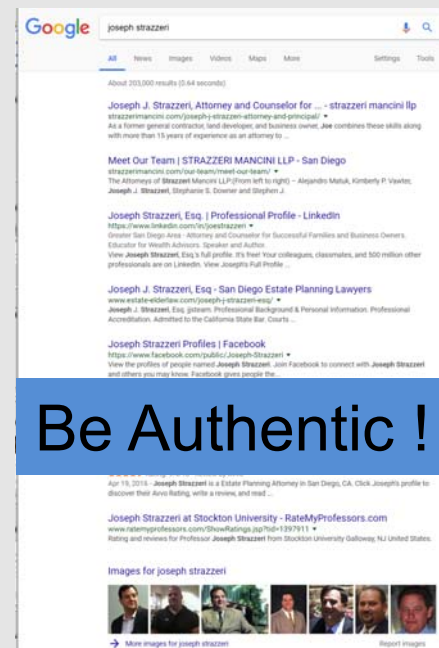 Google
joseph strazzeri
All News Images Videos Maps More Settings Tools
About 203,000 results (0.64 seconds)
Joseph J. Strazzeri, Attorney and Counselor for ... - strazzeri mancini llp
strazzerimancini.com/joseph-j-strazzeri-attorney-and-principal/
As a former general contractor, land developer, and business owner, Joe combines these skills along
with more than 15 years of experience as an attorney to ...
Meet Our Team | STRAZZERI MANCINI LLP - San Diego
strazzerimancini.com/our-team/meet-our-team/
The Attorneys of Strazzeri Mancini LLP(From left to right) – Alejandro Matuk, Kimberly P. Vawter,
Joseph J. Strazzeri, Stephanie S. Downer and Stephen J.
Joseph Strazzeri, Esq. | Professional Profile - LinkedIn
https://www.linkedin.com/in/joestrazzeri
Greater San Diego Area - Attorney and Counselor for Successful Families and Business Owners.
Educator for Wealth Advisors. Speaker and Author.
View Joseph Strazzeri, Esq.'s full profile. It's free! Your colleagues, classmates, and 500 million other
professionals are on LinkedIn. View Joseph's Full Profile ...
Joseph J. Strazzeri, Esq - San Diego Estate Planning Lawyers
www.estate-elderlaw.com/joseph-j-strazzeri-esq/
Joseph J. Strazzeri, Esq. Professional Background & Personal Information. Professional
Accreditation. Admitted to the California State Bar. Courts ...
Joseph Strazzeri Profiles | Facebook
https://www.facebook.com/public/Joseph-Strazzeri
View the profiles of people named Joseph Strazzeri. Join Facebook to connect with Joseph Strazzeri
and others you may know. Facebook gives people the...
Be Authentic !
Joseph Strazzeri is a Estate Planning Attorney in San Diego, CA. Click Joseph's profile to
discover their Avvo Rating, write a review, and read ...
Joseph Strazzeri at Stockton University - RateMyProfessors.com
www.ratemyprofessors.com/ShowRatings.jsp?tid=1397911
Rating and reviews for Professor Joseph Strazzeri from Stockton University Galloway, NJ United States.
Images for joseph strazzeri
More images for joseph strazzeri Report images